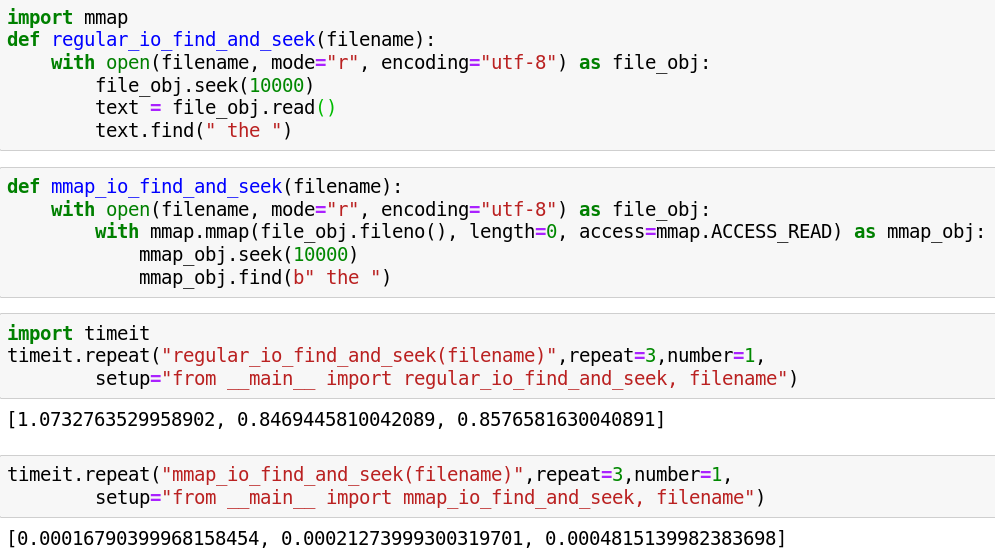 import mmap
def regular_io_find_and_seek(filename):
    with open(filename, mode="r", encoding="utf-8") as file_obj:
        file_obj.seek(10000)
        text = file_obj.read()
        text.find(" the ")
def mmap_io_find_and_seek(filename):
    with open(filename, mode="r", encoding="utf-8") as file_obj:
        with mmap.mmap(file_obj.fileno(), length=0, access=mmap.ACCESS_READ) as mmap_obj:
            mmap_obj.seek(10000)
            mmap_obj.find(b" the ")
import timeit
timeit.repeat("regular_io_find_and_seek(filename)",repeat=3,number=1,
        setup="from __main__ import regular_io_find_and_seek, filename")
[1.0732763529958902, 0.8469445810042089, 0.8576581630040891]
timeit.repeat("mmap_io_find_and_seek(filename)",repeat=3,number=1,
        setup="from __main__ import mmap_io_find_and_seek, filename")
[0.00016790399968158454, 0.00021273999300319701, 0.0004815139982383698]